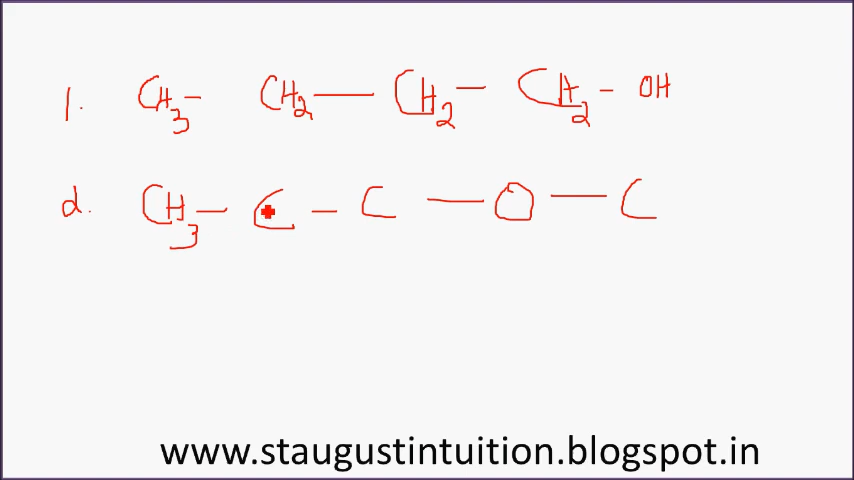 1. CH3- CH2 — CH2 - CH2 - OH
2. CH3 - C - C — O — C
www.staugustintuition.blogspot.in